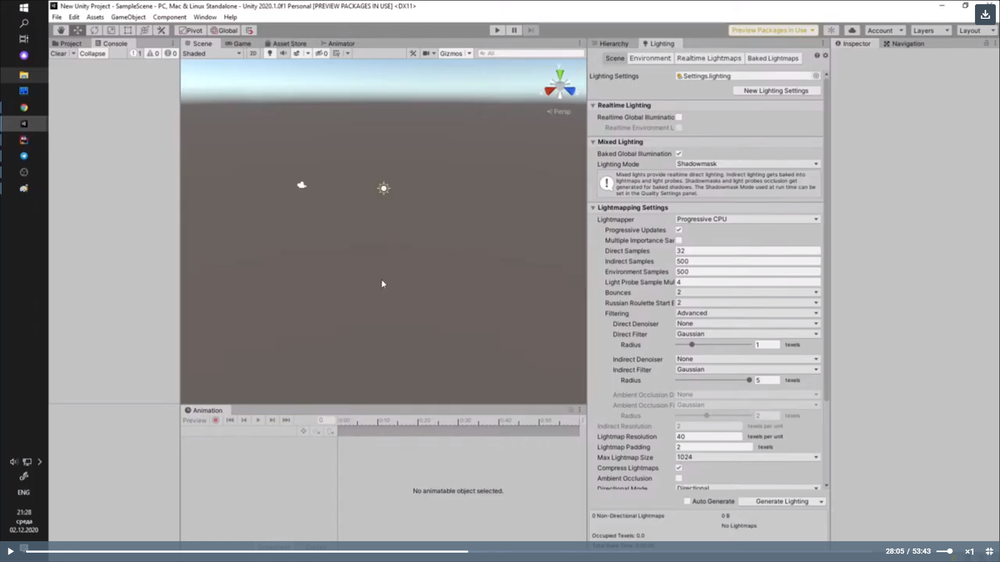 New Unity Project - SampleScene - PC, Mac & Linux Standalone - Unity 2020.1.0f1 Personal [PREVIEW PACKAGES IN USE] <DX11>
File Edit Assets GameObject Component Window Help
Pivot Global Preview Packages in Use Account Layers Layout
Project Console Scene Game Asset Store Animator Hierarchy Lighting Inspector Navigation
Clear Collapse 1 0 0 Shaded 2D 0 Gizmos All
Scene Environment Realtime Lightmaps Baked Lightmaps
Lighting Settings Settings.lighting
New Lighting Settings
Realtime Lighting
Persp
Realtime Global Illuminatio
Realtime Environment L
Mixed Lighting
Baked Global Illumination
Lighting Mode Shadowmask
Mixed lights provide realtime direct lighting. Indirect lighting gets baked into
lightmaps and light probes. Shadowmasks and light probes occlusion get
generated for baked shadows. The Shadowmask Mode used at run time can be
set in the Quality Settings panel.
Lightmapping Settings
Lightmapper Progressive CPU
Progressive Updates
Multiple Importance Sar
Direct Samples 32
Indirect Samples 500
Environment Samples 500
Light Probe Sample Mul 4
Bounces 2
Russian Roulette Start E 2
Filtering Advanced
Direct Denoiser None
Direct Filter Gaussian
Radius 1 texels
Indirect Denoiser None
Indirect Filter Gaussian
Radius 5 texels
Ambient Occlusion D None
Ambient Occlusion Fi Gaussian
Radius 2 texels
Indirect Resolution 2 texels per unit
Lightmap Resolution 40 texels per unit
Lightmap Padding 2 texels
Max Lightmap Size 1024
Compress Lightmaps
Ambient Occlusion
Directional Mode Directional
Auto Generate Generate Lighting
0 Non-Directional Lightmaps 0 B
No Lightmaps
Occupied Texels: 0.0
Total Bake Time: 0:00:00
Animation
Preview 0 0:00 0:10 0:20 0:30 0:40 0:50
No animatable object selected.
Dopesheet Curves
ENG
21:28
среда
02.12.2020
28:05 / 53:43 ×1